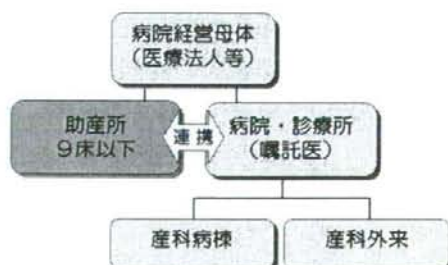 病院経営母体
(医療法人等)
助産所
9床以下
連携
病院・診療所
(嘱託医)
産科病棟
産科外来